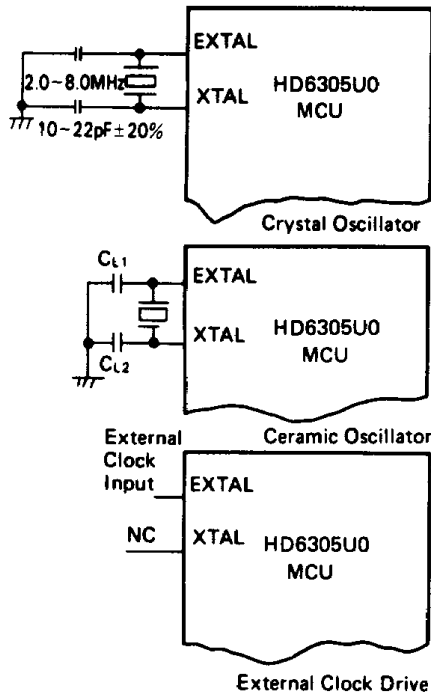 EXTAL
2.0~8.0MHz
HD6305U0
MCU
XTAL
10~22pF±20%
Crystal Oscillator
CL1
EXTAL
HD6305U0
MCU
XTAL
CL2
Ceramic Oscillator
External
Clock
Input
EXTAL
NC
XTAL
HD6305U0
MCU
External Clock Drive